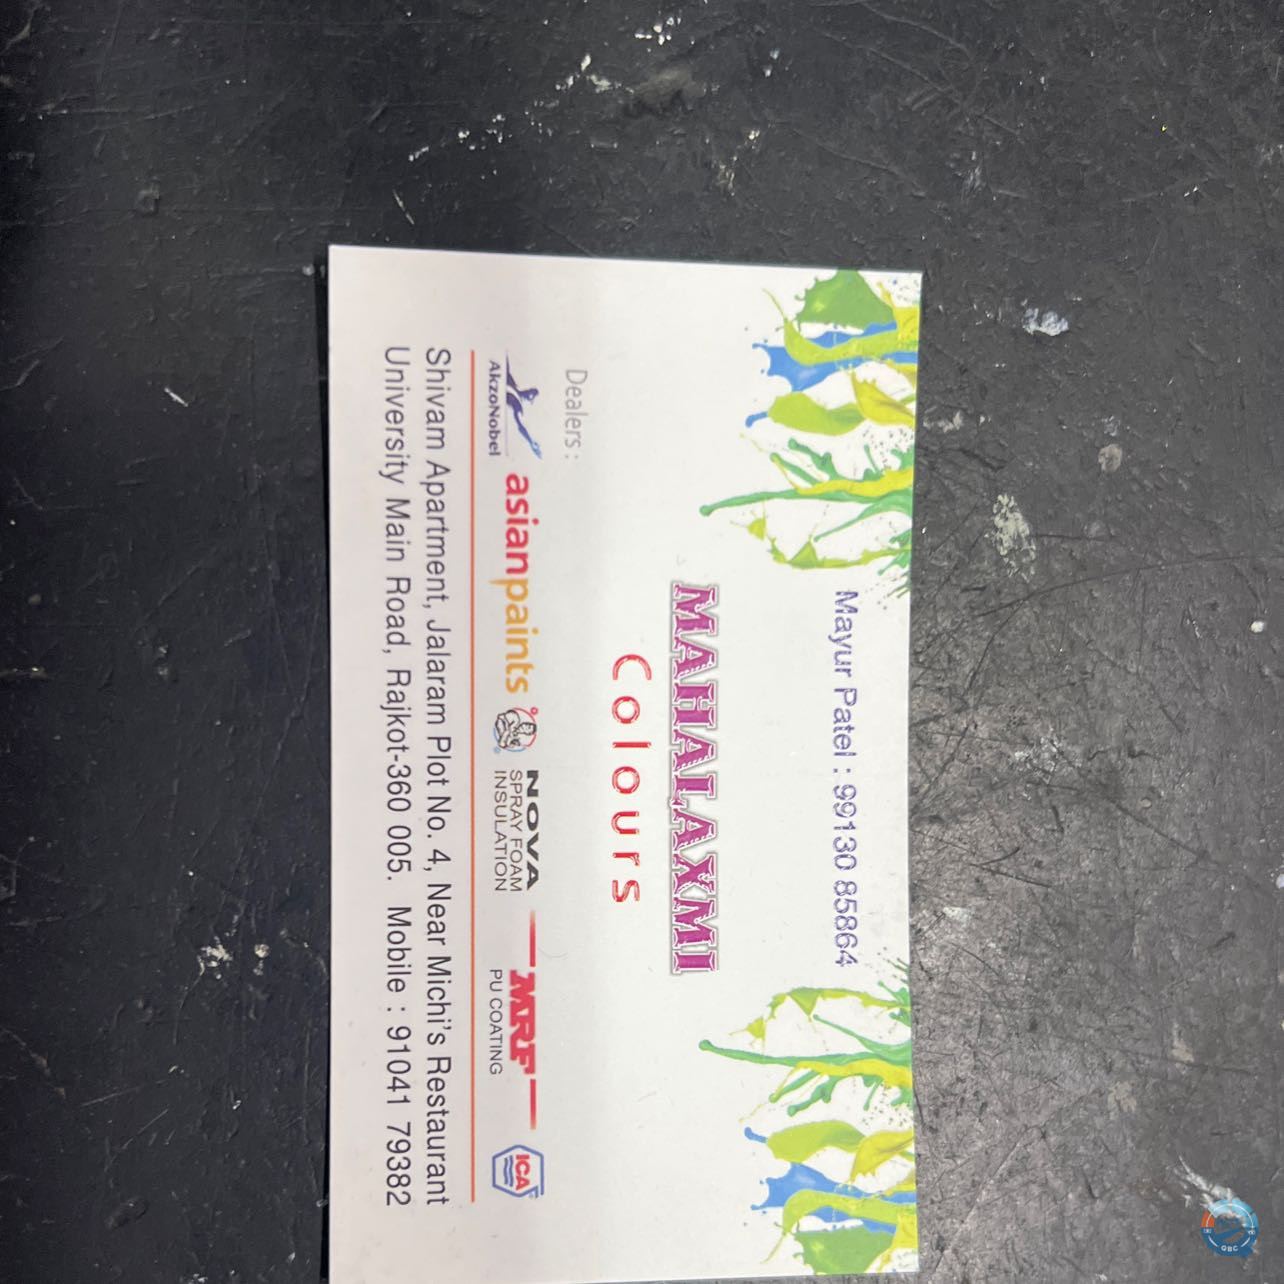 Mayur Patel : 99130 85864
MAHALAXMI
Colours
Dealers :
AkzoNobel
asianpaints
NOVA
SPRAY FOAM
INSULATION
MRF
PU COATING
ICA
Shivam Apartment, Jalaram Plot No. 4, Near Michi's Restaurant
University Main Road, Rajkot-360 005. Mobile : 91041 79382
GBC